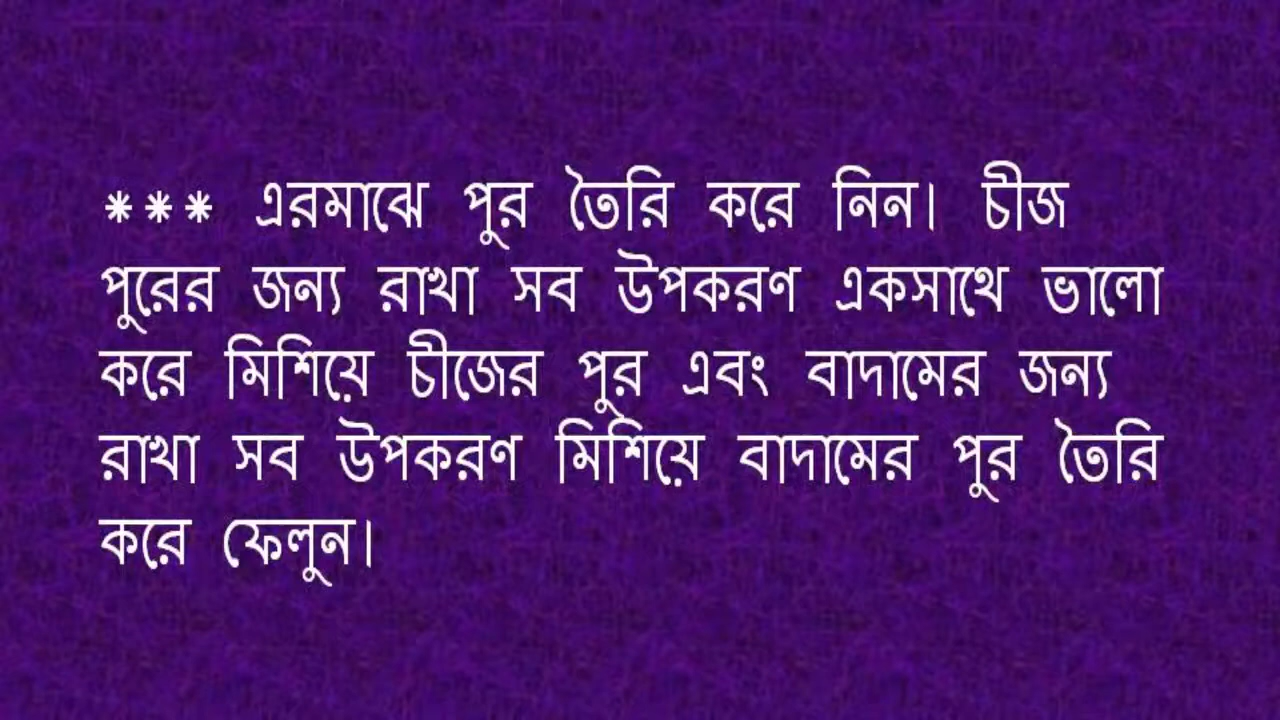 *** এরমাঝে পুর তৈরি করে নিন। চীজ
পুরের জন্য রাখা সব উপকরণ একসাথে ভালো
করে মিশিয়ে চীজের পুর এবং বাদামের জন্য
রাখা সব উপকরণ মিশিয়ে বাদামের পুর তৈরি
করে ফেলুন।